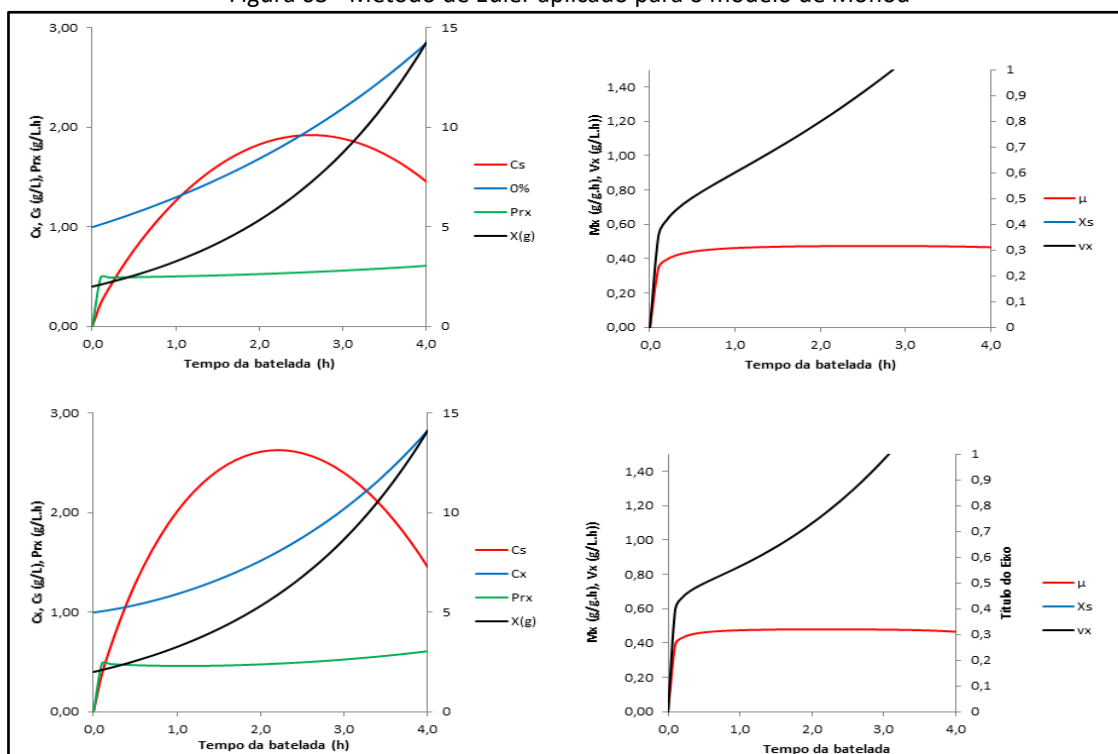 Figura 65 - Método de Euler aplicado para o modelo de Monod
3,00
2,00
1,00
0,00
15
10
5
0
0,0 1,0 2,0 3,0 4,0
Cx, Cs (g/L), Prx (g/L.h)
Tempo da batelada (h)
Cs
0%
Prx
X(g)
1,40
1,20
1,00
0,80
0,60
0,40
0,20
0,00
1
0,9
0,8
0,7
0,6
0,5
0,4
0,3
0,2
0,1
0
0,0 1,0 2,0 3,0 4,0
Mx (g/g.h), Vx (g/L.h))
Tempo da batelada (h)
μ
Xs
vx
3,00
2,00
1,00
0,00
15
10
5
0
0,0 1,0 2,0 3,0 4,0
Cx, Cs (g/L), Prx (g/L.h)
Tempo da batelada (h)
Cs
Cx
Prx
X(g)
1,40
1,20
1,00
0,80
0,60
0,40
0,20
0,00
1
0,9
0,8
0,7
0,6
0,5
0,4
0,3
0,2
0,1
0
0,0 1,0 2,0 3,0 4,0
Mx (g/g.h), Vx (g/L.h))
Título do Eixo
Tempo da batelada
μ
Xs
vx